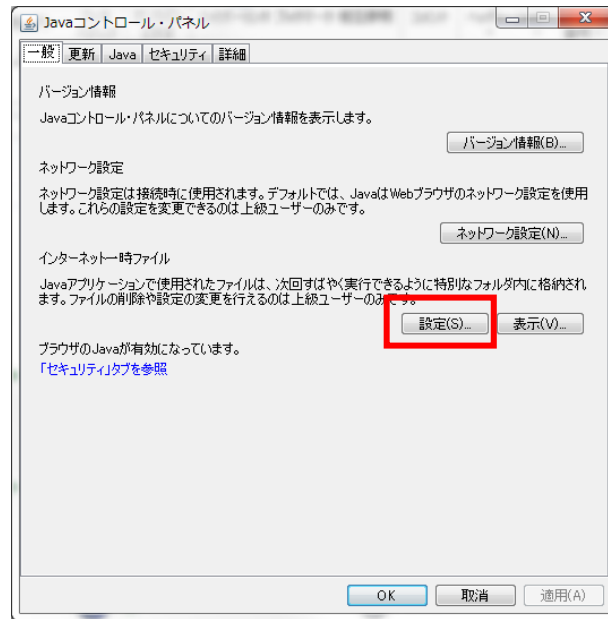 Javaコントロール・パネル
一般 更新 Java セキュリティ 詳細
バージョン情報
Javaコントロール・パネルについてのバージョン情報を表示します。
バージョン情報(B)...
ネットワーク設定
ネットワーク設定は接続時に使用されます。デフォルトでは、JavaはWebブラウザのネットワーク設定を使用
します。これらの設定を変更できるのは上級ユーザーのみです。
ネットワーク設定(N)...
インターネット一時ファイル
Javaアプリケーションで使用されたファイルは、次回すばやく実行できるように特別なフォルダ内に格納され
ます。ファイルの削除や設定の変更を行えるのは上級ユーザーのみです。
設定(S)... 表示(V)...
ブラウザのJavaが有効になっています。
「セキュリティ」タブを参照
OK 取消 適用(A)